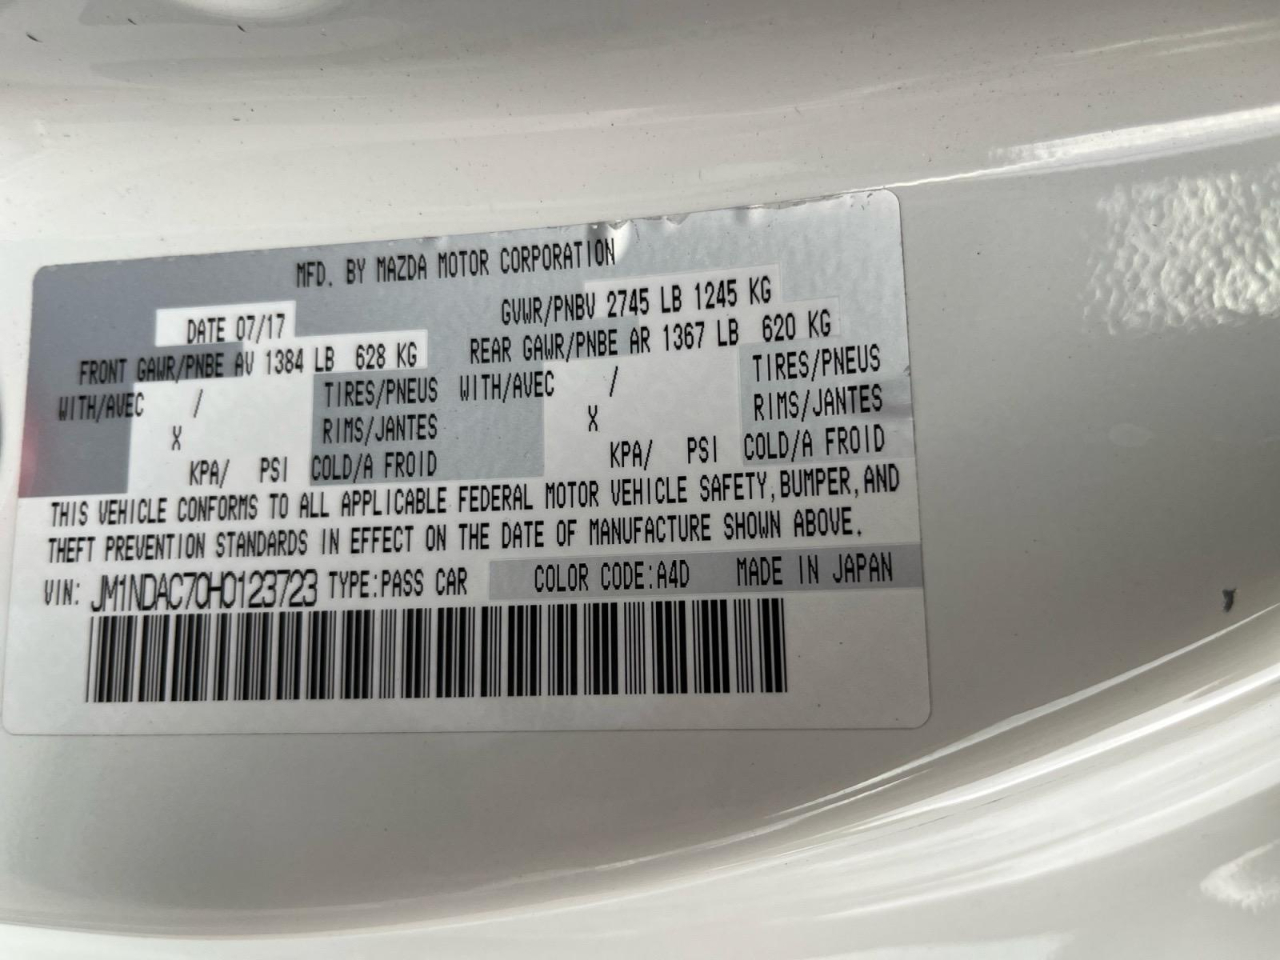 MFD. BY MAZDA MOTOR CORPORATION
DATE 07/17 GVWR/PNBV 2745 LB 1245 KG
FRONT GAWR/PNBE AV 1384 LB 628 KG REAR GAWR/PNBE AR 1367 LB 620 KG
WITH/AVEC / TIRES/PNEUS WITH/AVEC / TIRES/PNEUS
X RIMS/JANTES X RIMS/JANTES
KPA/ PSI COLD/A FROID KPA/ PSI COLD/A FROID
THIS VEHICLE CONFORMS TO ALL APPLICABLE FEDERAL MOTOR VEHICLE SAFETY, BUMPER, AND
THEFT PREVENTION STANDARDS IN EFFECT ON THE DATE OF MANUFACTURE SHOWN ABOVE.
VIN: JM1NDAC70H0123723 TYPE:PASS CAR COLOR CODE:A4D MADE IN JAPAN